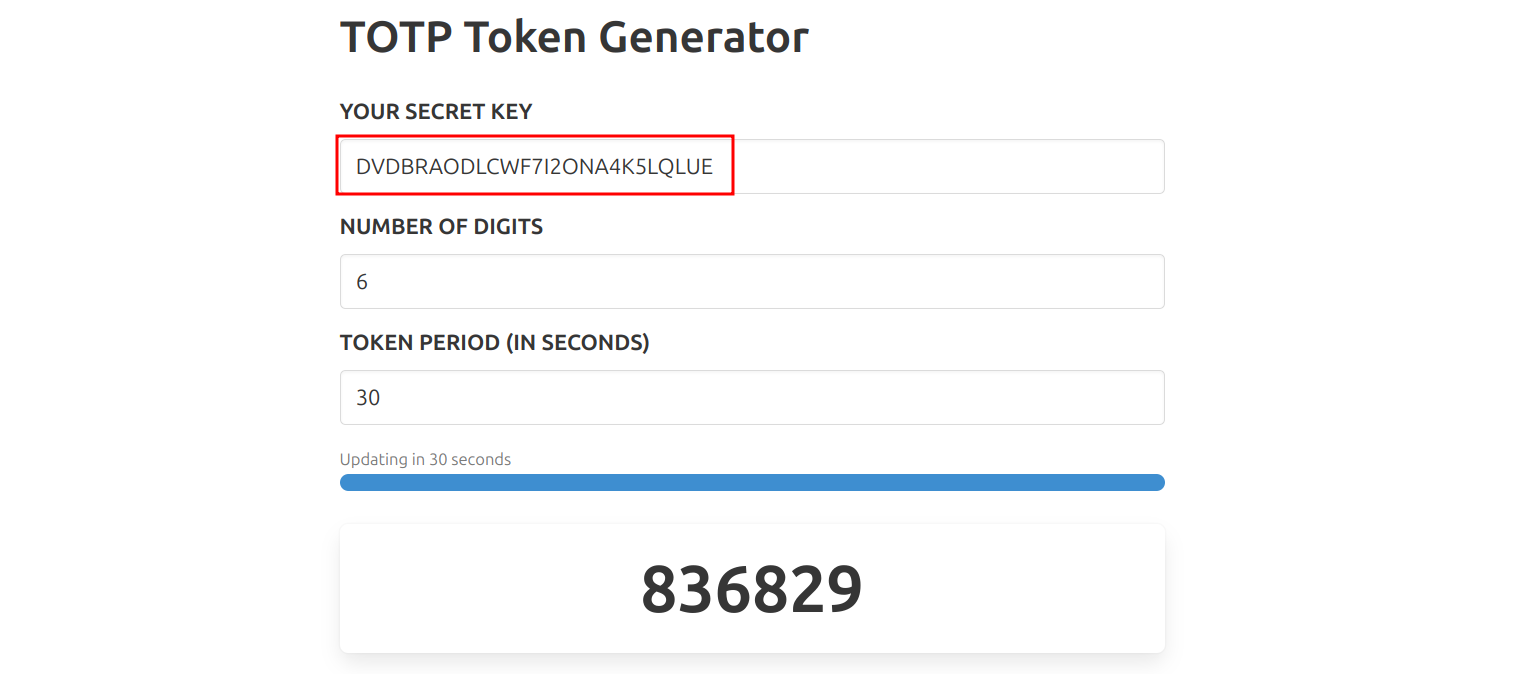 TOTP Token Generator
YOUR SECRET KEY
DVDBRAODLCWF7I2ONA4K5LQLUE
NUMBER OF DIGITS
6
TOKEN PERIOD (IN SECONDS)
30
Updating in 30 seconds
836829